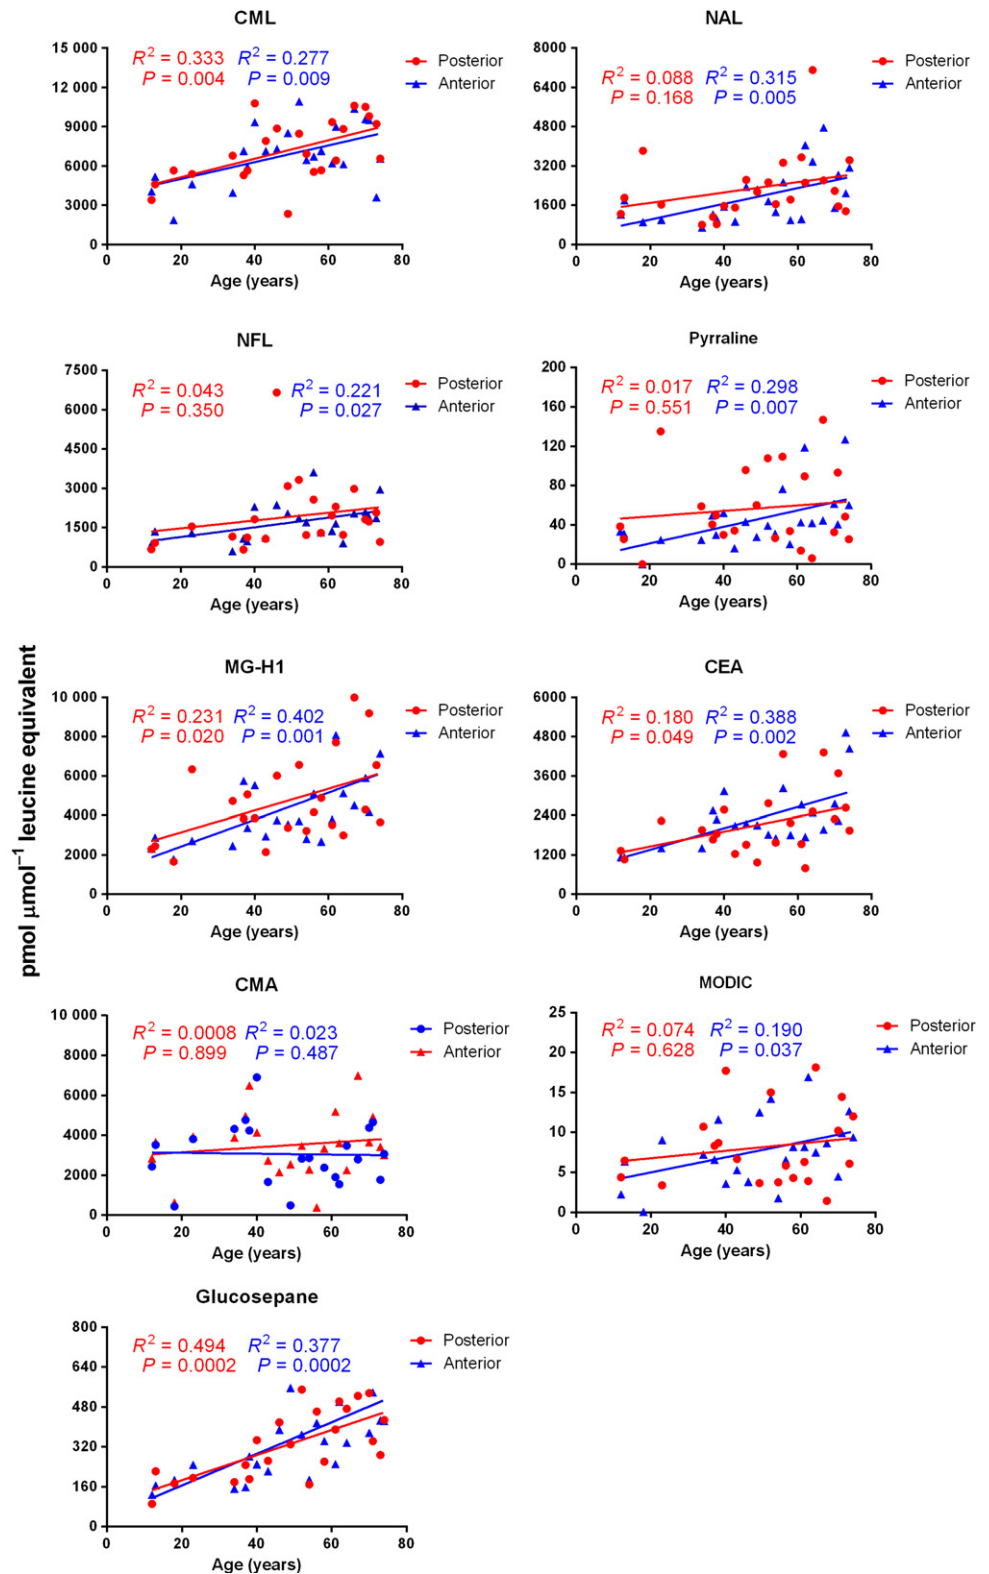 CML
15 000
12 000
9000
6000
3000
0
R² = 0.333 R² = 0.277
P = 0.004 P = 0.009
Posterior
Anterior
0 20 40 60 80
Age (years)
NAL
8000
6400
4800
3200
1600
0
R² = 0.088 R² = 0.315
P = 0.168 P = 0.005
Posterior
Anterior
0 20 40 60 80
Age (years)
NFL
7500
6000
4500
3000
1500
0
R² = 0.043 R² = 0.221
P = 0.350 P = 0.027
Posterior
Anterior
0 20 40 60 80
Age (years)
Pyrraline
200
160
120
80
40
0
R² = 0.017 R² = 0.298
P = 0.551 P = 0.007
Posterior
Anterior
0 20 40 60 80
Age (years)
pmol µmol⁻¹ leucine equivalent
MG-H1
10 000
8000
6000
4000
2000
0
R² = 0.231 R² = 0.402
P = 0.020 P = 0.001
Posterior
Anterior
0 20 40 60 80
Age (years)
CEA
6000
4800
3600
2400
1200
0
R² = 0.180 R² = 0.388
P = 0.049 P = 0.002
Posterior
Anterior
0 20 40 60 80
Age (years)
CMA
10 000
8000
6000
4000
2000
0
R² = 0.0008 R² = 0.023
P = 0.899 P = 0.487
Posterior
Anterior
0 20 40 60 80
Age (years)
MODIC
25
20
15
10
5
0
R² = 0.074 R² = 0.190
P = 0.628 P = 0.037
Posterior
Anterior
0 20 40 60 80
Age (years)
Glucosepane
800
640
480
320
160
0
R² = 0.494 R² = 0.377
P = 0.0002 P = 0.0002
Posterior
Anterior
0 20 40 60 80
Age (years)